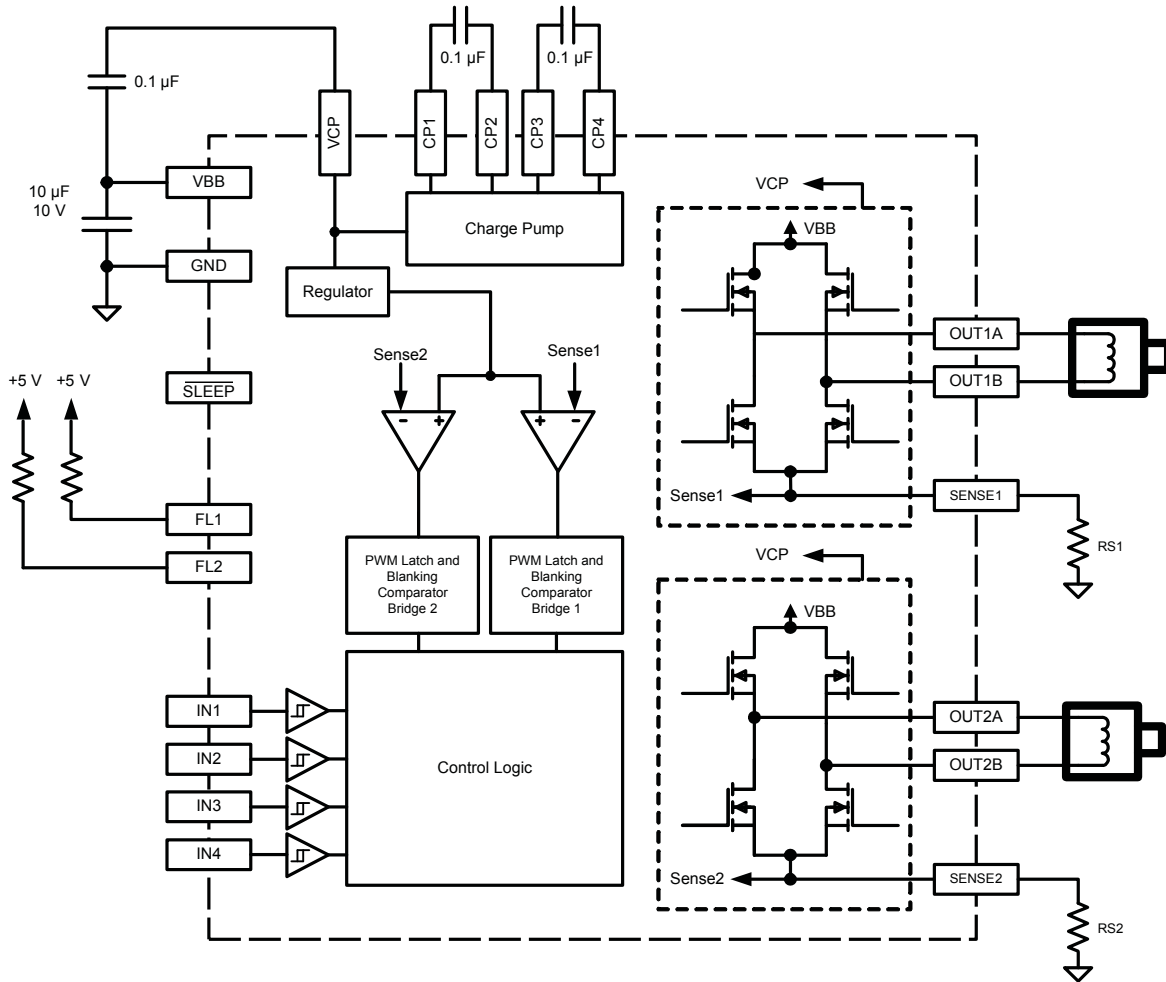 0.1 µF
0.1 µF
0.1 µF
VCP
CP1
CP2
CP3
CP4
VBB
10 µF
10 V
GND
Charge Pump
Regulator
VCP
VBB
OUT1A
OUT1B
Sense2
Sense1
+5 V
+5 V
SLEEP
Sense1
SENSE1
RS1
FL1
FL2
PWM Latch and
Blanking
Comparator
Bridge 2
PWM Latch and
Blanking
Comparator
Bridge 1
VCP
VBB
IN1
IN2
IN3
IN4
Control Logic
OUT2A
OUT2B
Sense2
SENSE2
RS2